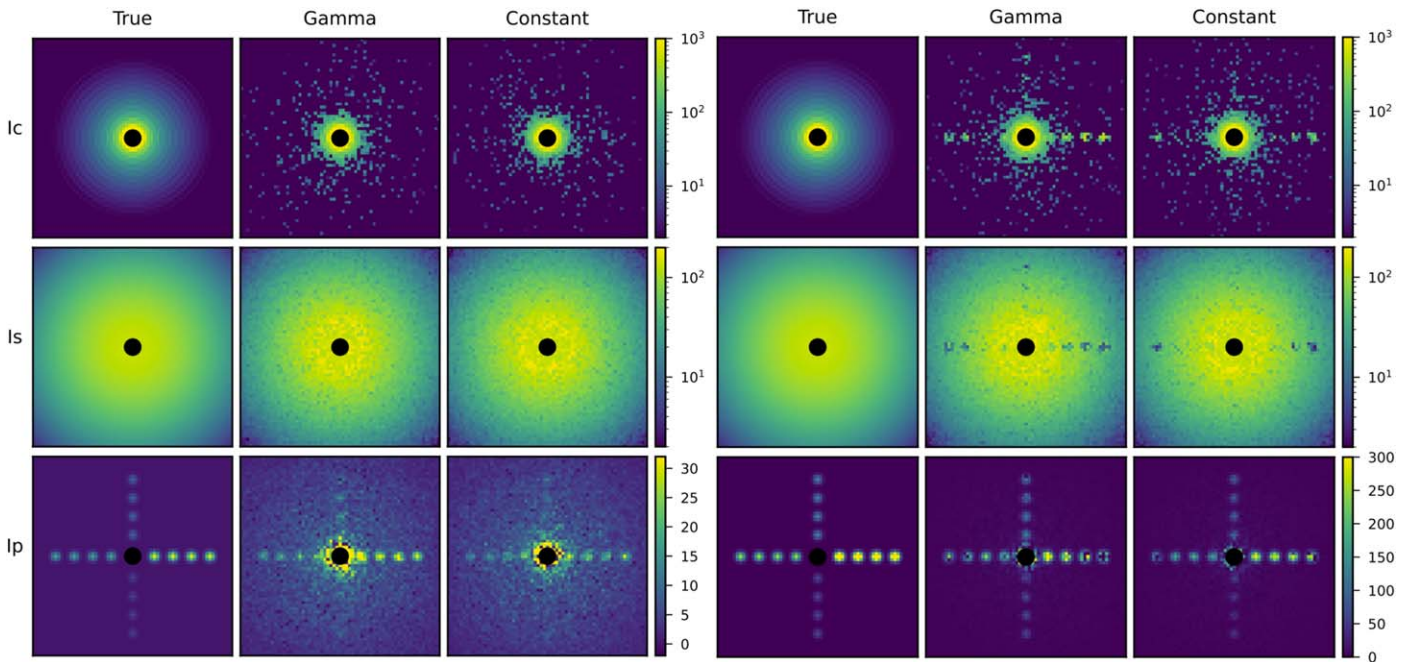 True Gamma Constant True Gamma Constant
Ic 10³ 10² 10¹ 10³ 10² 10¹
Is 10² 10¹ 10² 10¹
Ip 30 25 20 15 10 5 0 300 250 200 150 100 50 0